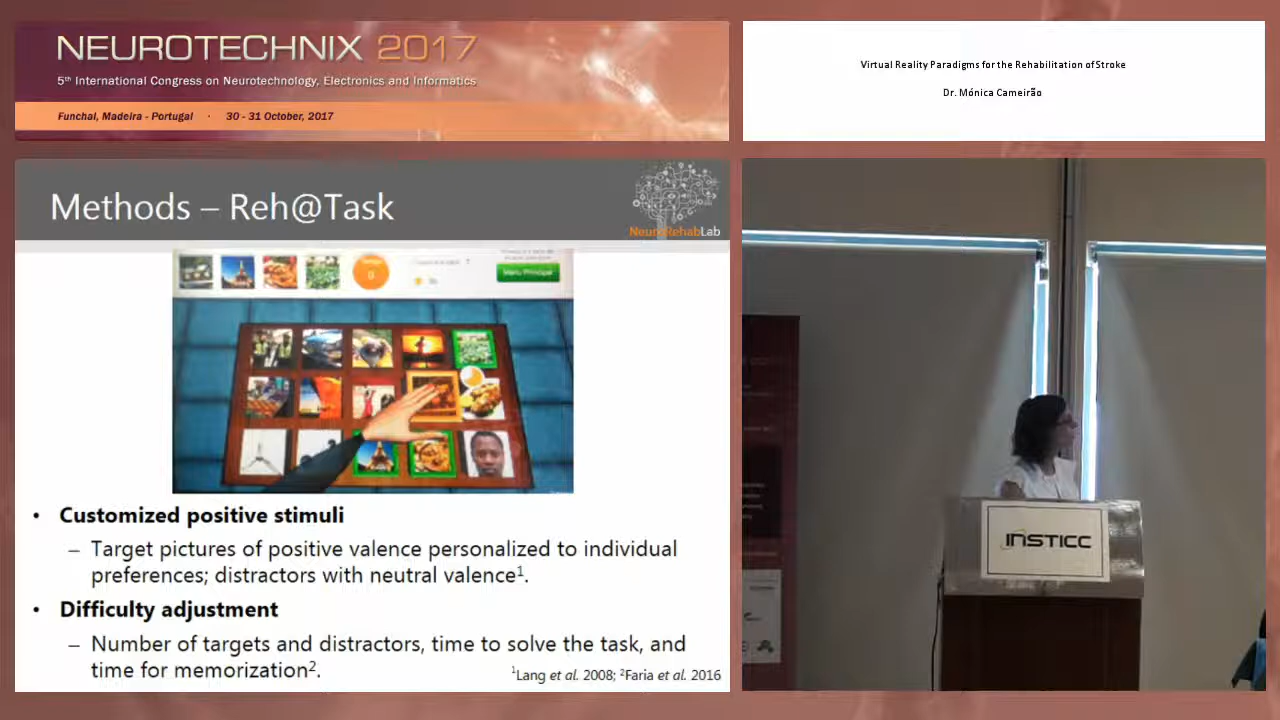 NEUROTECHNIX 2017
5th International Congress on Neurotechnology, Electronics and Informatics
Funchal, Madeira - Portugal · 30 - 31 October, 2017
Virtual Reality Paradigms for the Rehabilitation of Stroke
Dr. Mónica Cameirão
Methods – Reh@Task
NeuroRehabLab
Menu Principal
• Customized positive stimuli
– Target pictures of positive valence personalized to individual
preferences; distractors with neutral valence1.
• Difficulty adjustment
– Number of targets and distractors, time to solve the task, and
time for memorization2.
1Lang et al. 2008; 2Faria et al. 2016
INSTICC